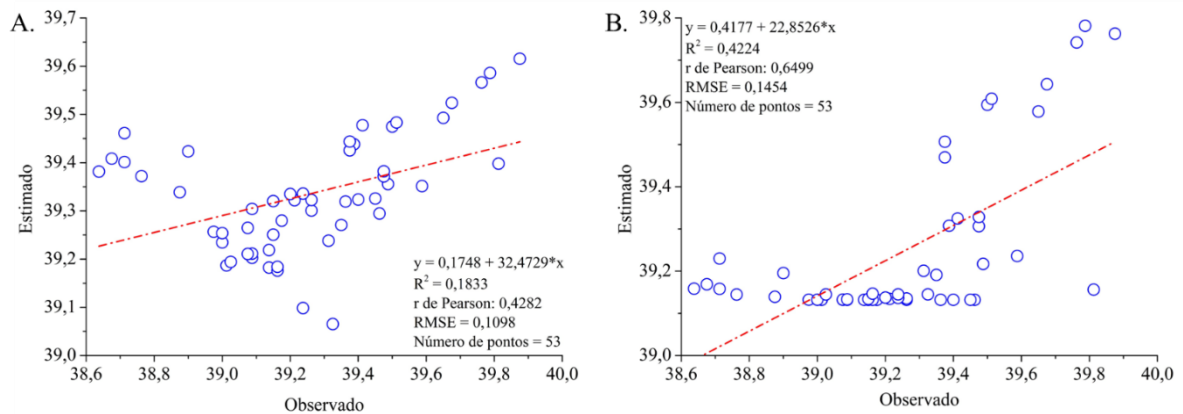 A.
39,7
39,6
39,5
39,4
39,3
39,2
39,1
39,0
Estimado
y = 0,1748 + 32,4729*x
R² = 0,1833
r de Pearson: 0,4282
RMSE = 0,1098
Número de pontos = 53
38,6 38,8 39,0 39,2 39,4 39,6 39,8 40,0
Observado
B.
39,8
39,6
39,4
39,2
39,0
Estimado
y = 0,4177 + 22,8526*x
R² = 0,4224
r de Pearson: 0,6499
RMSE = 0,1454
Número de pontos = 53
38,6 38,8 39,0 39,2 39,4 39,6 39,8 40,0
Observado